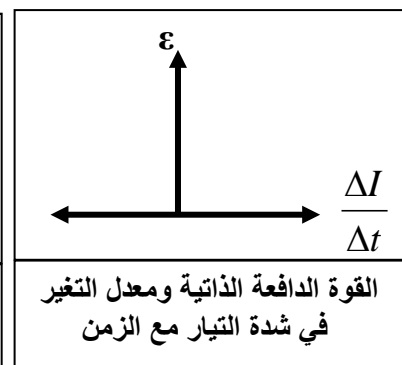 ε
ΔI
Δt
القوة الدافعة الذاتية ومعدل التغير
في شدة التيار مع الزمن